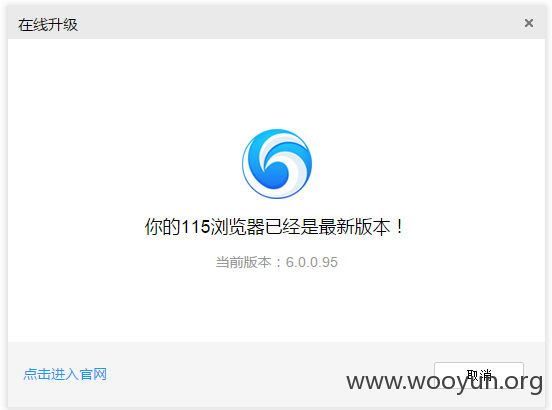 在线升级
你的115浏览器已经是最新版本！
当前版本：6.0.0.95
点击进入官网
取消
www.wooyun.org